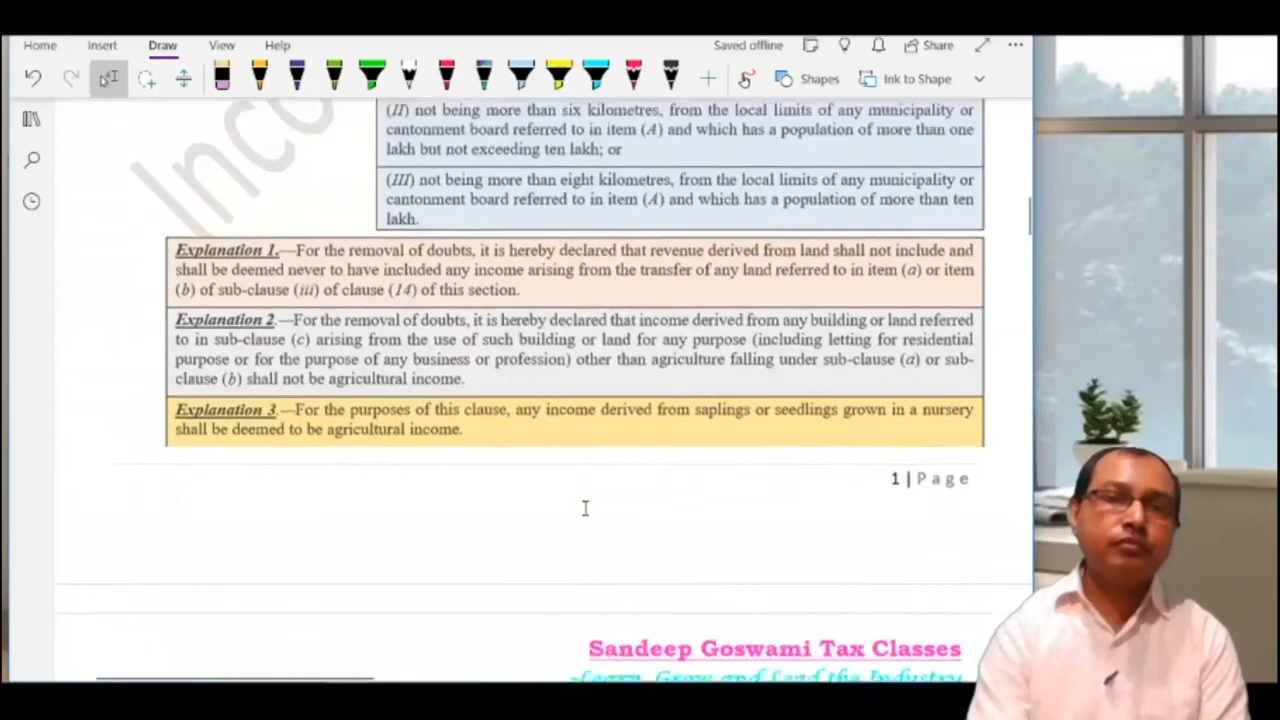 Home Insert Draw View Help Saved offline Share
Shapes Ink to Shape
Inco
(II) not being more than six kilometres, from the local limits of any municipality or
cantonment board referred to in item (A) and which has a population of more than one
lakh but not exceeding ten lakh; or
(III) not being more than eight kilometres, from the local limits of any municipality or
cantonment board referred to in item (A) and which has a population of more than ten
lakh.
Explanation 1.—For the removal of doubts, it is hereby declared that revenue derived from land shall not include and
shall be deemed never to have included any income arising from the transfer of any land referred to in item (a) or item
(b) of sub-clause (iii) of clause (14) of this section.
Explanation 2.—For the removal of doubts, it is hereby declared that income derived from any building or land referred
to in sub-clause (c) arising from the use of such building or land for any purpose (including letting for residential
purpose or for the purpose of any business or profession) other than agriculture falling under sub-clause (a) or sub-
clause (b) shall not be agricultural income.
Explanation 3.—For the purposes of this clause, any income derived from saplings or seedlings grown in a nursery
shall be deemed to be agricultural income.
1 | Page
Sandeep Goswami Tax Classes
Learn, Grow and Lead the Industry